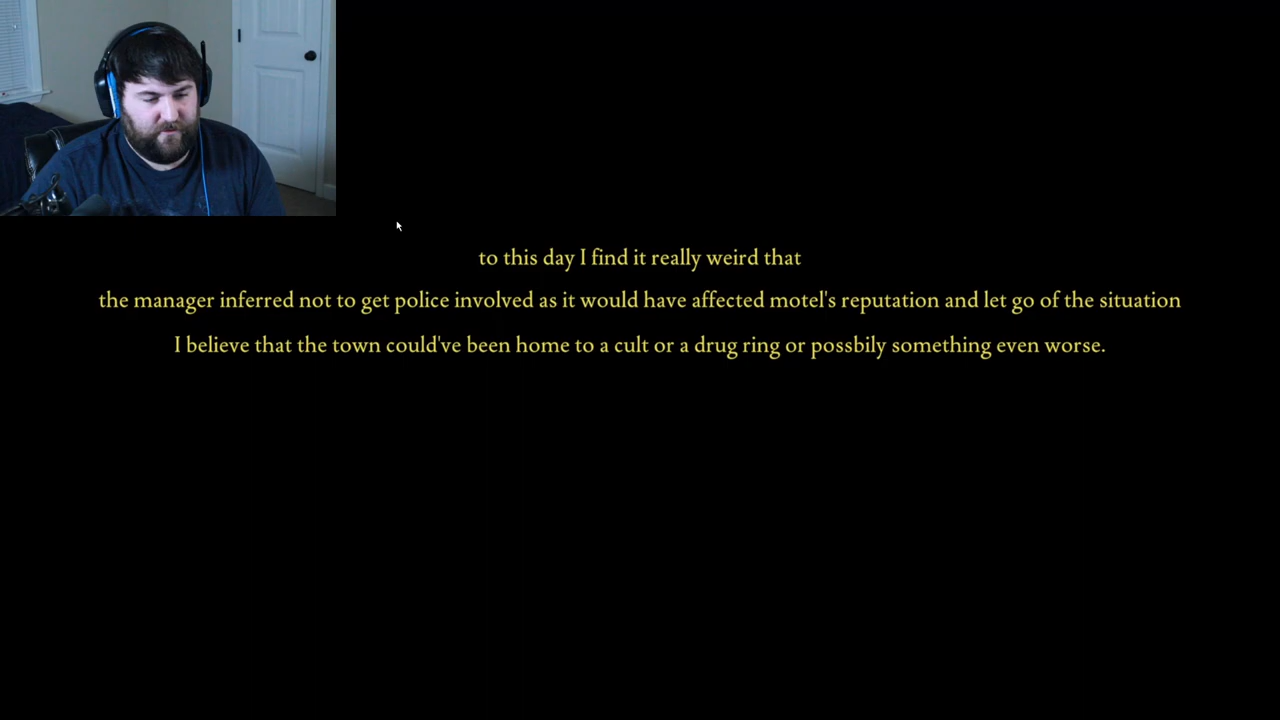 to this day I find it really weird that
the manager inferred not to get police involved as it would have affected motel's reputation and let go of the situation
I believe that the town could've been home to a cult or a drug ring or possbily something even worse.